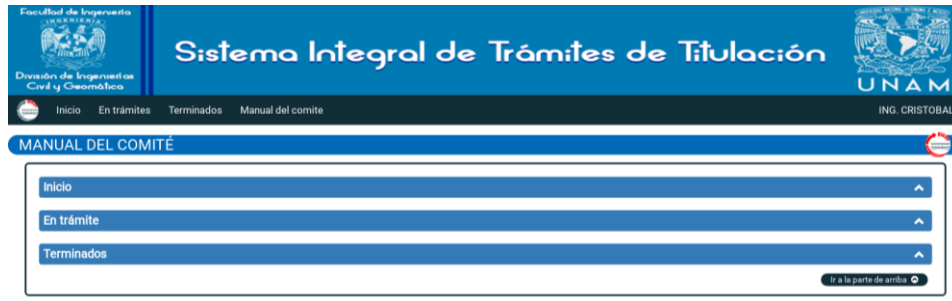 Facultad de Ingeniería
INGENIERIA
División de Ingenierías
Civil y Geomática
Sistema Integral de Trámites de Titulación
UNAM
Inicio En trámites Terminados Manual del comite
ING. CRISTOBAL
MANUAL DEL COMITÉ
Inicio
En trámite
Terminados
Ir a la parte de arriba